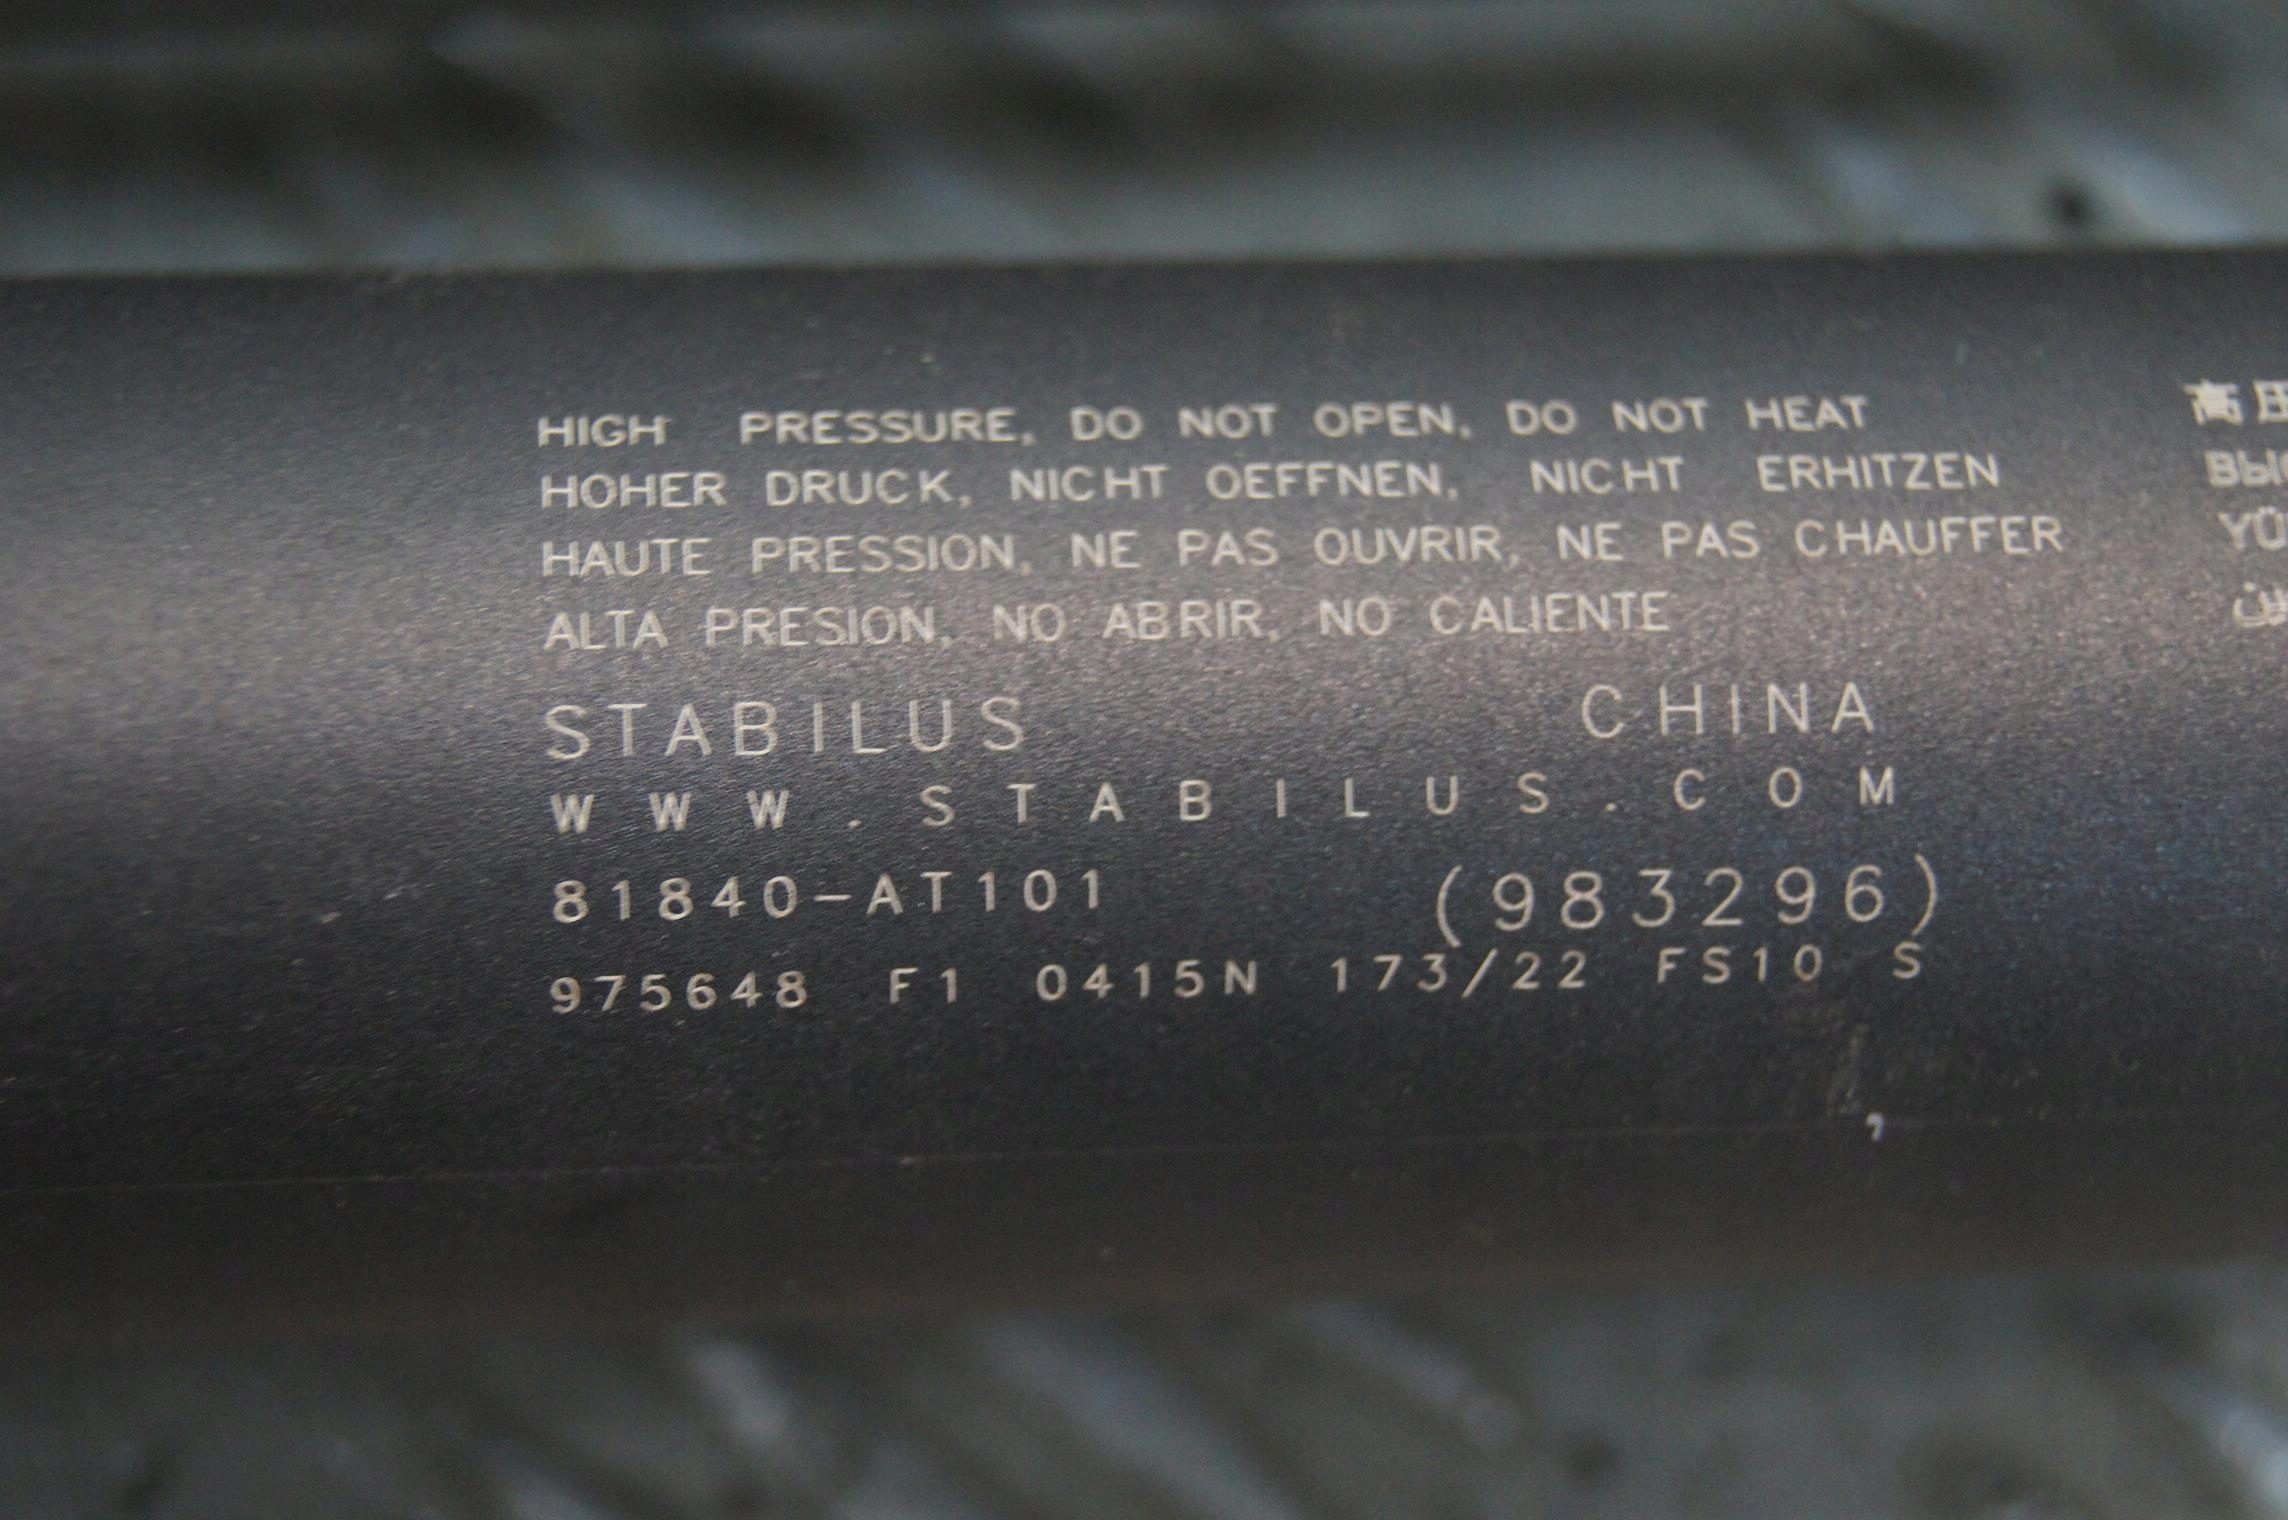 HIGH PRESSURE, DO NOT OPEN, DO NOT HEAT
HOHER DRUCK, NICHT OEFFNEN, NICHT ERHITZEN
HAUTE PRESSION, NE PAS OUVRIR, NE PAS CHAUFFER
ALTA PRESION, NO ABRIR, NO CALIENTE
STABILUS CHINA
WWW.STABILUS.COM
81840-AT101 (983296)
975648 F1 0415N 173/22 FS10 S
高